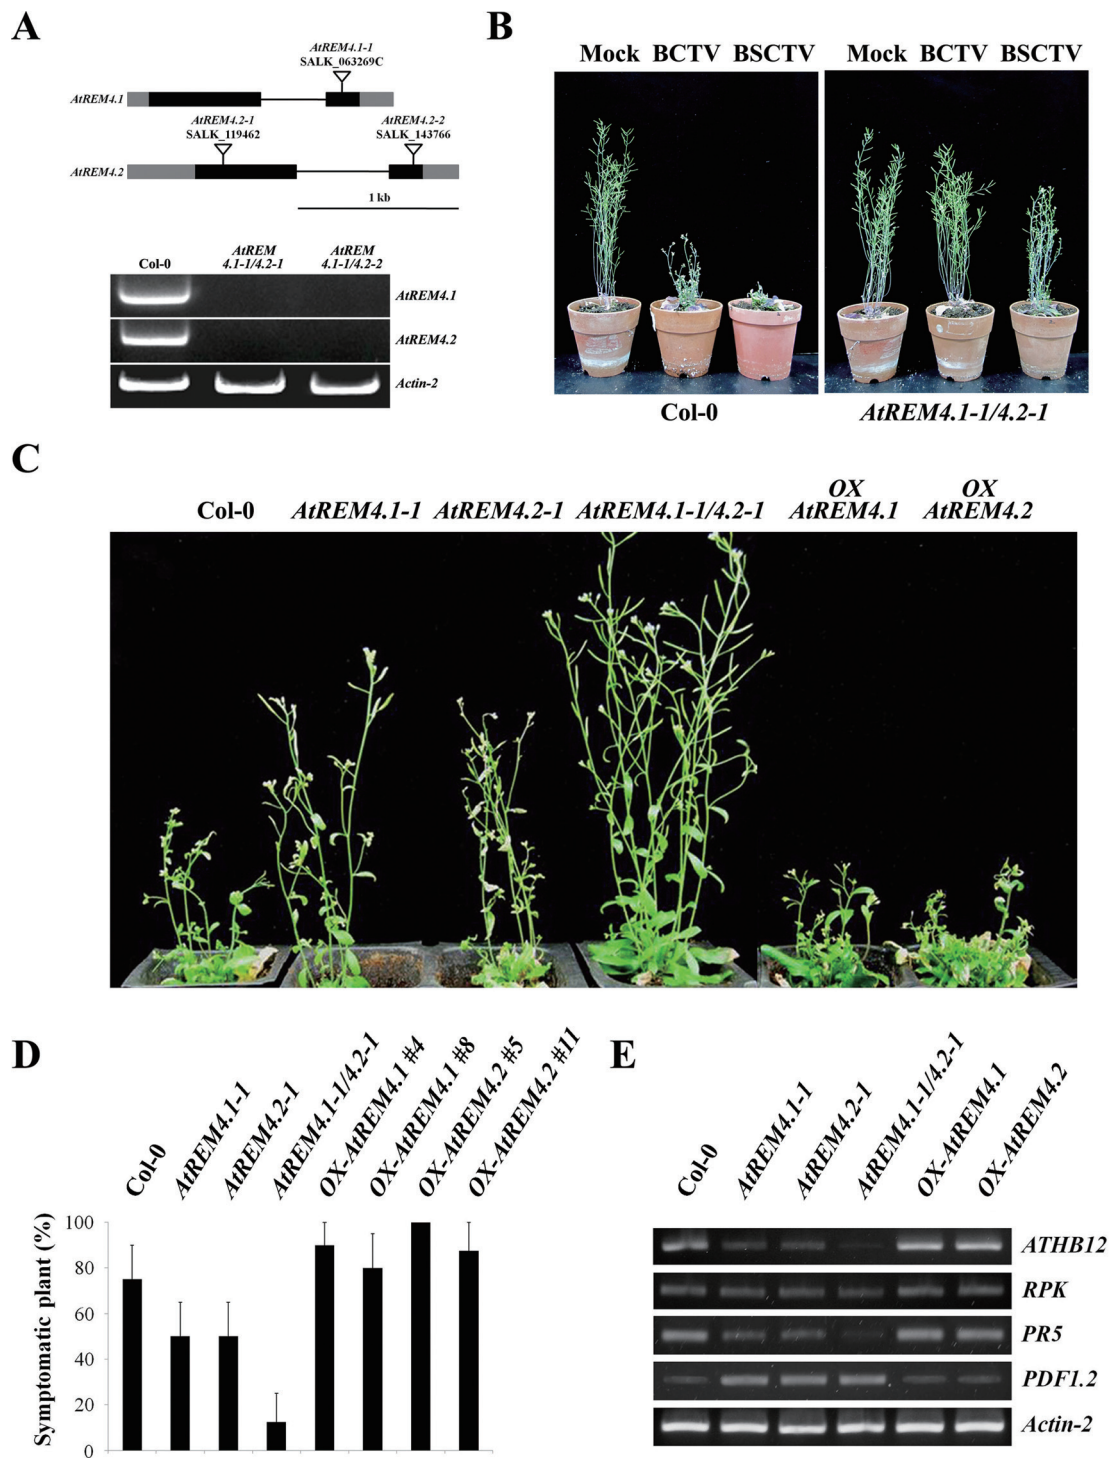 A
AtREM4.1-1
SALK_063269C
AtREM4.1
AtREM4.2-1
SALK_119462
AtREM4.2-2
SALK_143766
AtREM4.2
1 kb
Col-0
AtREM
4.1-1/4.2-1
AtREM
4.1-1/4.2-2
AtREM4.1
AtREM4.2
Actin-2
B
Mock BCTV BSCTV
Mock BCTV BSCTV
Col-0
AtREM4.1-1/4.2-1
C
Col-0
AtREM4.1-1
AtREM4.2-1
AtREM4.1-1/4.2-1
OX
AtREM4.1
OX
AtREM4.2
D
Col-0
AtREM4.1-1
AtREM4.2-1
AtREM4.1-1/4.2-1
OX-AtREM4.1 #4
OX-AtREM4.1 #8
OX-AtREM4.2 #5
OX-AtREM4.2 #11
Symptomatic plant (%)
100
80
60
40
20
0
E
Col-0
AtREM4.1-1
AtREM4.2-1
AtREM4.1-1/4.2-1
OX-AtREM4.1
OX-AtREM4.2
ATHB12
RPK
PR5
PDF1.2
Actin-2